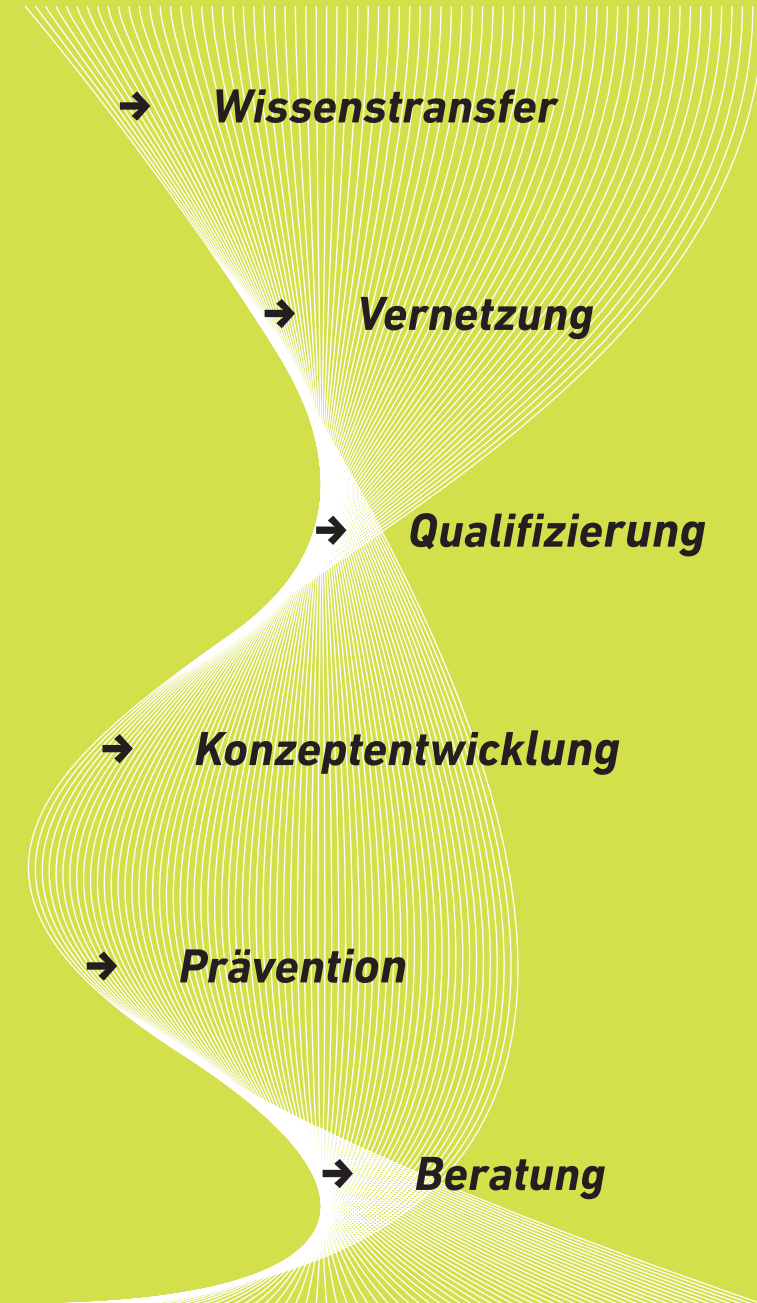 → Wissenstransfer
→ Vernetzung
→ Qualifizierung
→ Konzeptentwicklung
→ Prävention
→ Beratung